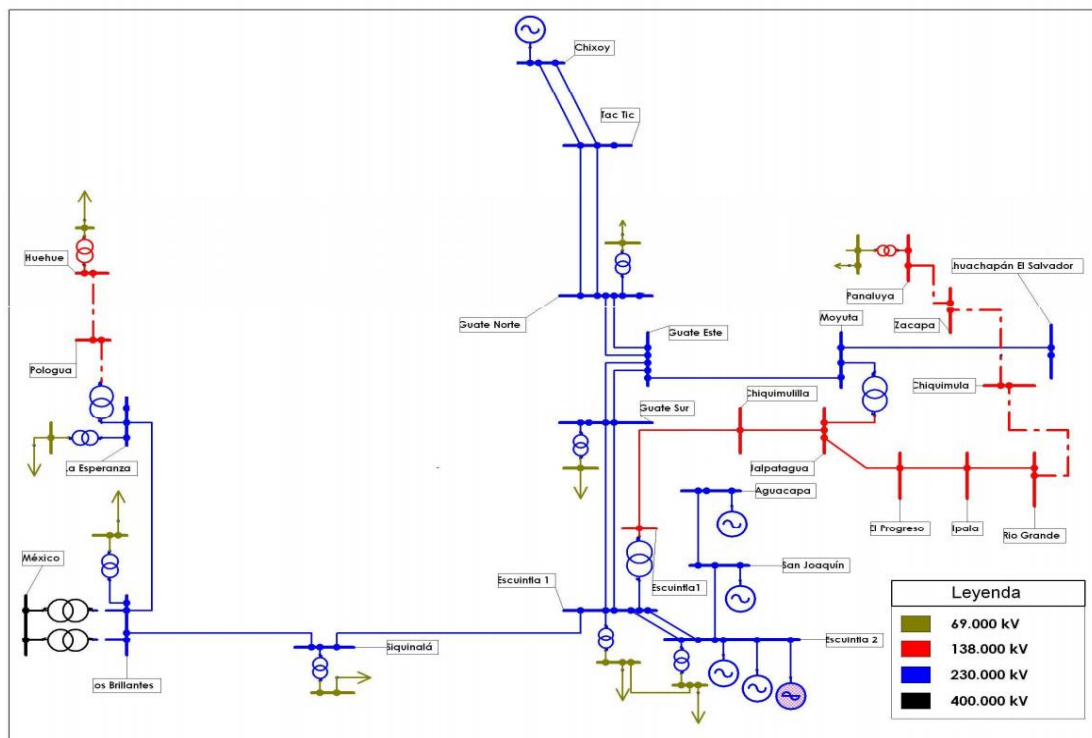 Chixoy
Tac Tic
Huehue
Guate Norte
Guate Este
Moyuta
huachapán El Salvador
Panaluya
Zacapa
Pologua
Chiquimula
Guate Sur
Chiquimulilla
a Esperanza
Jalpatagua
Aguacapa
El Progreso
Ipala
Rio Grande
México
San Joaquín
Escuintla 1
Escuintla1
Escuintla 2
Siquinalá
os Brillantes
Leyenda
69.000 kV
138.000 kV
230.000 kV
400.000 kV